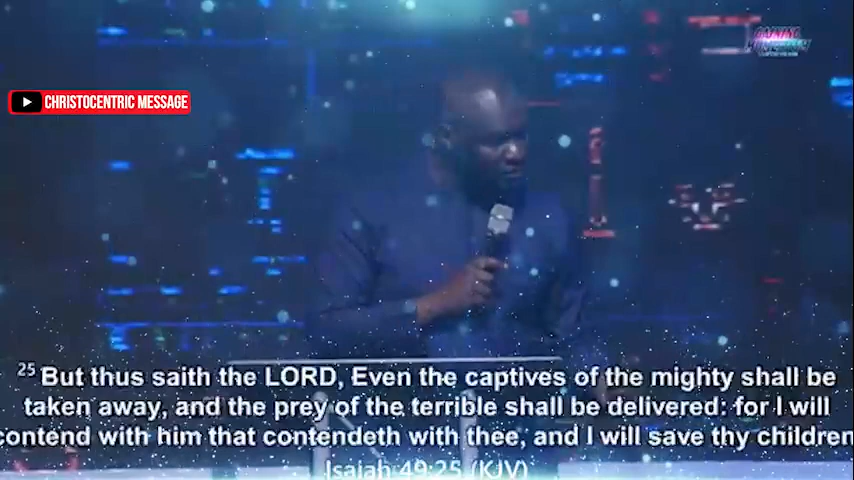 CHRISTOCENTRIC MESSAGE
25 But thus saith the LORD, Even the captives of the mighty shall be
taken away, and the prey of the terrible shall be delivered: for I will
contend with him that contendeth with thee, and I will save thy children
Isaiah 49:25 (KJV)